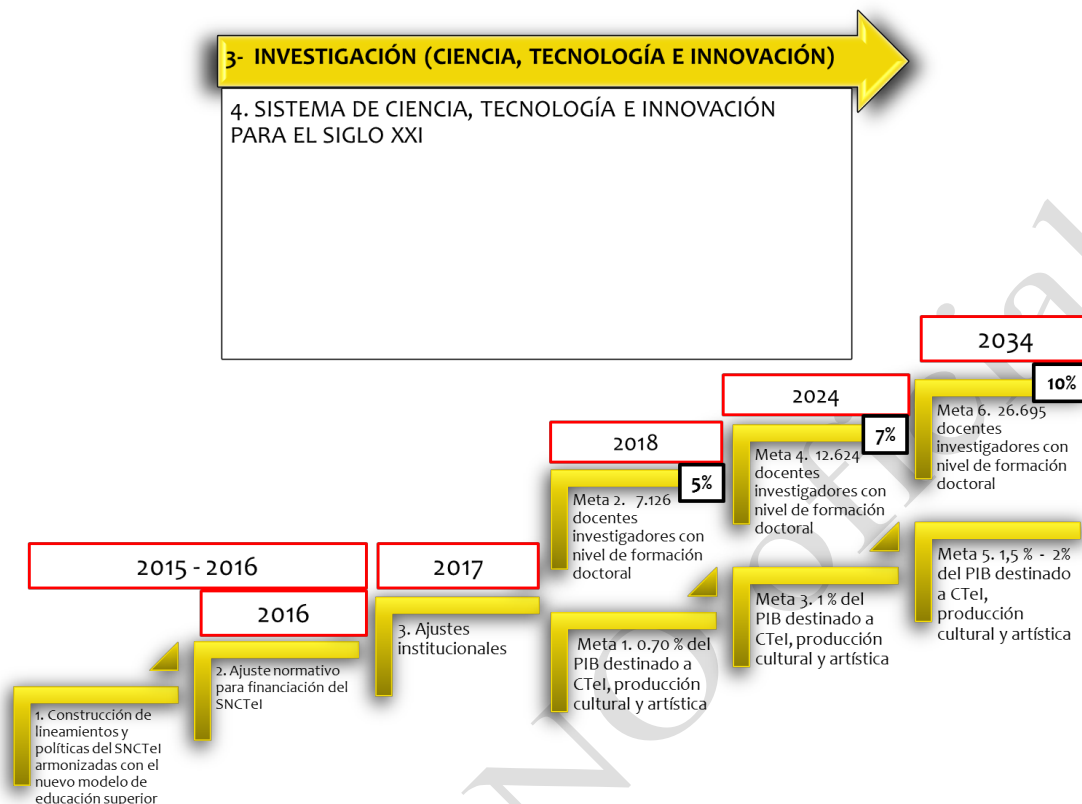 3- INVESTIGACIÓN (CIENCIA, TECNOLOGÍA E INNOVACIÓN)
4. SISTEMA DE CIENCIA, TECNOLOGÍA E INNOVACIÓN
PARA EL SIGLO XXI
2015 - 2016
1. Construcción de
lineamientos y
políticas del SNCTeI
armonizadas con el
nuevo modelo de
educación superior
2016
2. Ajuste normativo
para financiación del
SNCTeI
2017
3. Ajustes
institucionales
2018
5%
Meta 2. 7.126
docentes
investigadores con
nivel de formación
doctoral
Meta 1. 0.70 % del
PIB destinado a
CTeI, producción
cultural y artística
2024
7%
Meta 4. 12.624
docentes
investigadores con
nivel de formación
doctoral
Meta 3. 1 % del
PIB destinado a
CTeI, producción
cultural y artística
2034
10%
Meta 6. 26.695
docentes
investigadores con
nivel de formación
doctoral
Meta 5. 1,5 % - 2%
del PIB destinado
a CTeI,
producción
cultural y artística
NO oficial